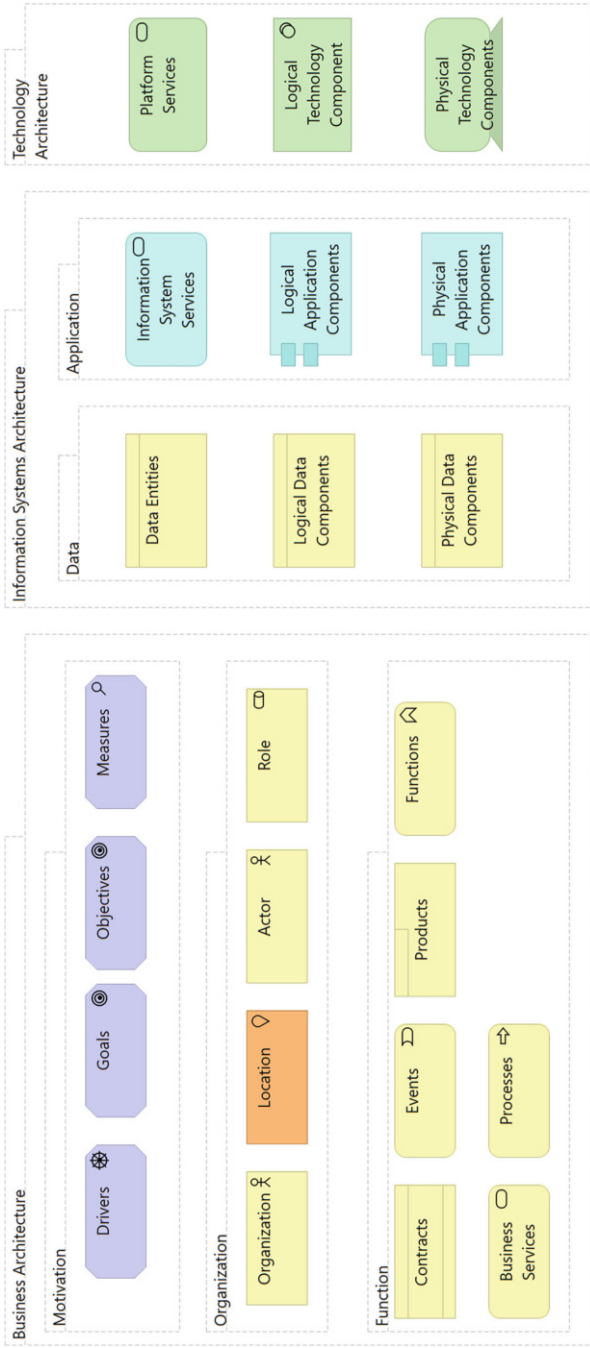 Business Architecture
Motivation
Drivers
Goals
Objectives
Measures
Organization
Organization
Location
Actor
Role
Function
Contracts
Events
Products
Functions
Business
Services
Processes
Information Systems Architecture
Data
Data Entities
Logical Data
Components
Physical Data
Components
Application
Information
System
Services
Logical
Application
Components
Physical
Application
Components
Technology
Architecture
Platform
Services
Logical
Technology
Component
Physical
Technology
Components